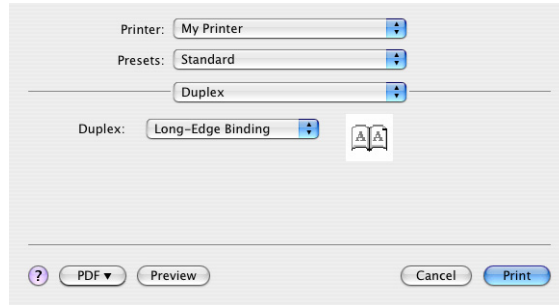 Printer: My Printer
Presets: Standard
Duplex
Duplex: Long-Edge Binding
A A
? PDF ▼ Preview Cancel Print